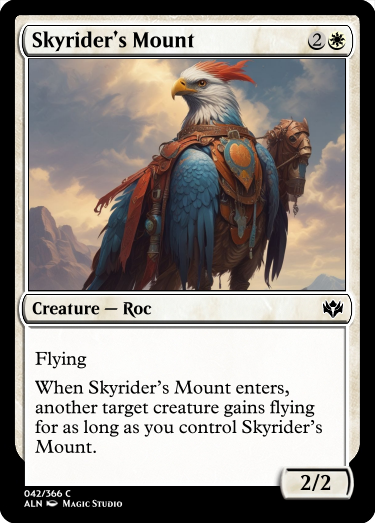 Skyrider's Mount 2
Creature — Roc
Flying
When Skyrider's Mount enters,
another target creature gains flying
for as long as you control Skyrider's
Mount.
2/2
042/366 C
ALN Magic Studio